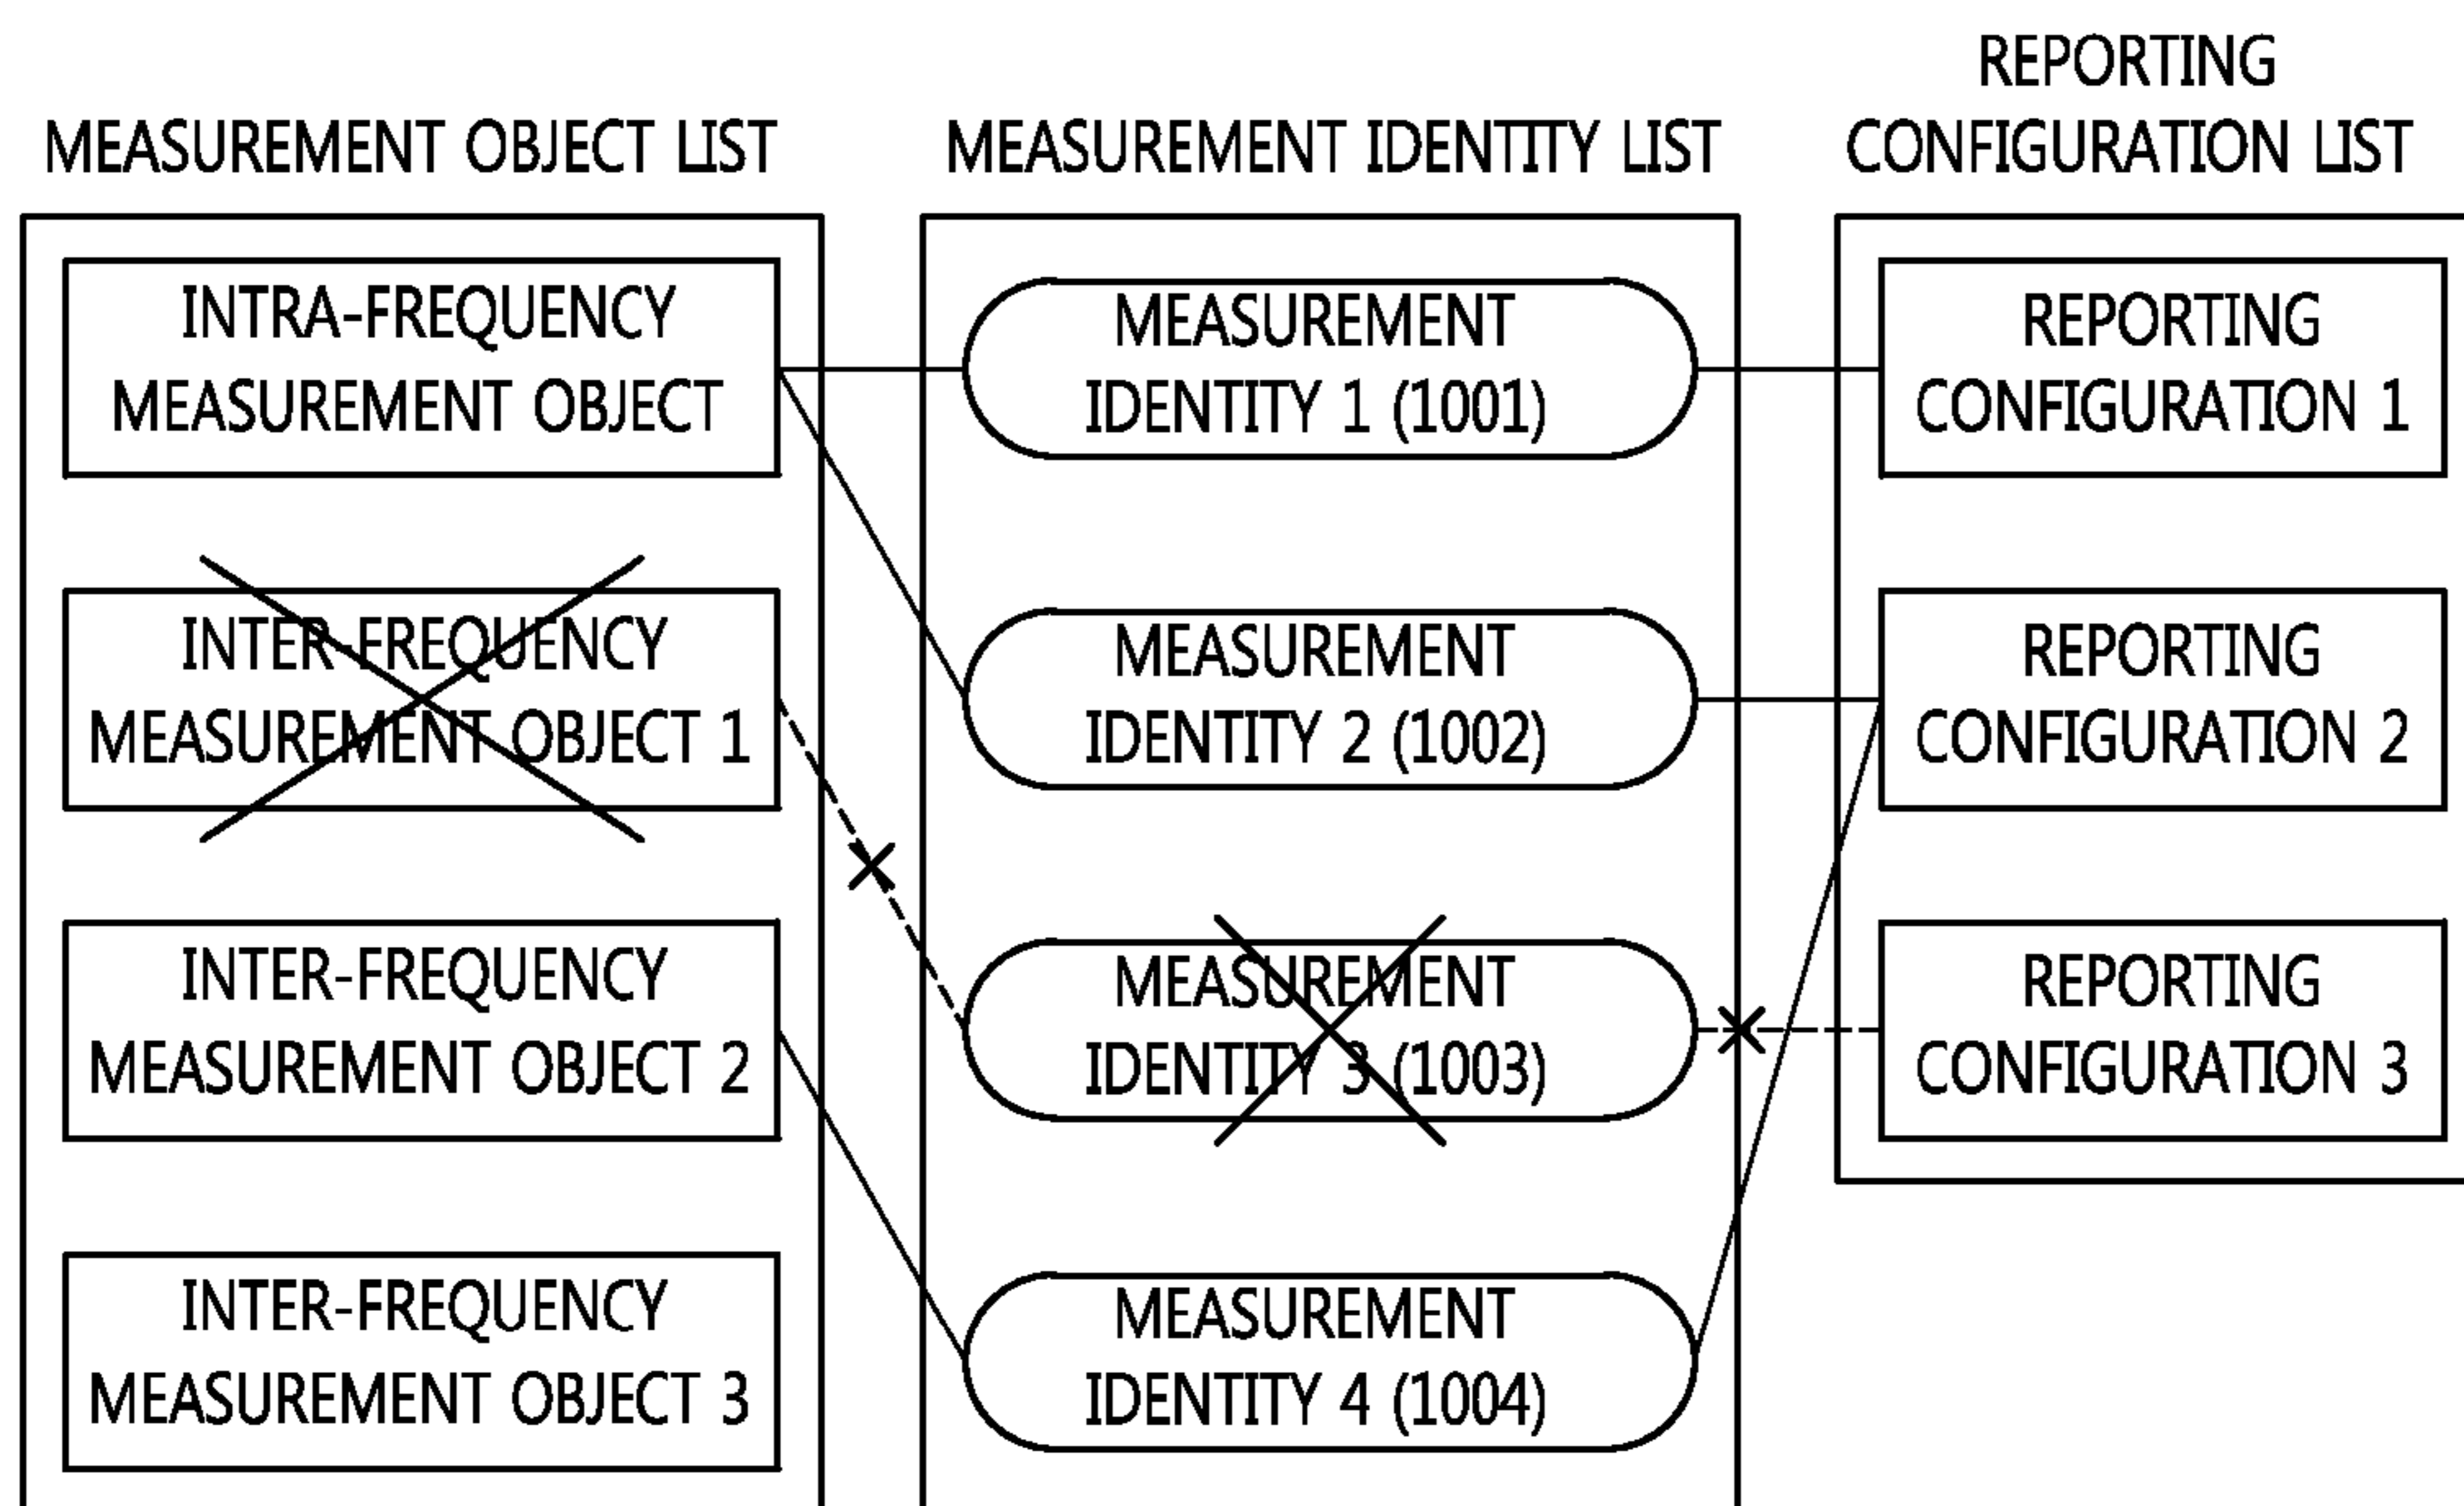 MEASUREMENT OBJECT LIST
INTRA-FREQUENCY
MEASUREMENT OBJECT
INTER-FREQUENCY
MEASUREMENT OBJECT 1
INTER-FREQUENCY
MEASUREMENT OBJECT 2
INTER-FREQUENCY
MEASUREMENT OBJECT 3
MEASUREMENT IDENTITY LIST
MEASUREMENT
IDENTITY 1 (1001)
MEASUREMENT
IDENTITY 2 (1002)
MEASUREMENT
IDENTITY 3 (1003)
MEASUREMENT
IDENTITY 4 (1004)
REPORTING
CONFIGURATION LIST
REPORTING
CONFIGURATION 1
REPORTING
CONFIGURATION 2
REPORTING
CONFIGURATION 3